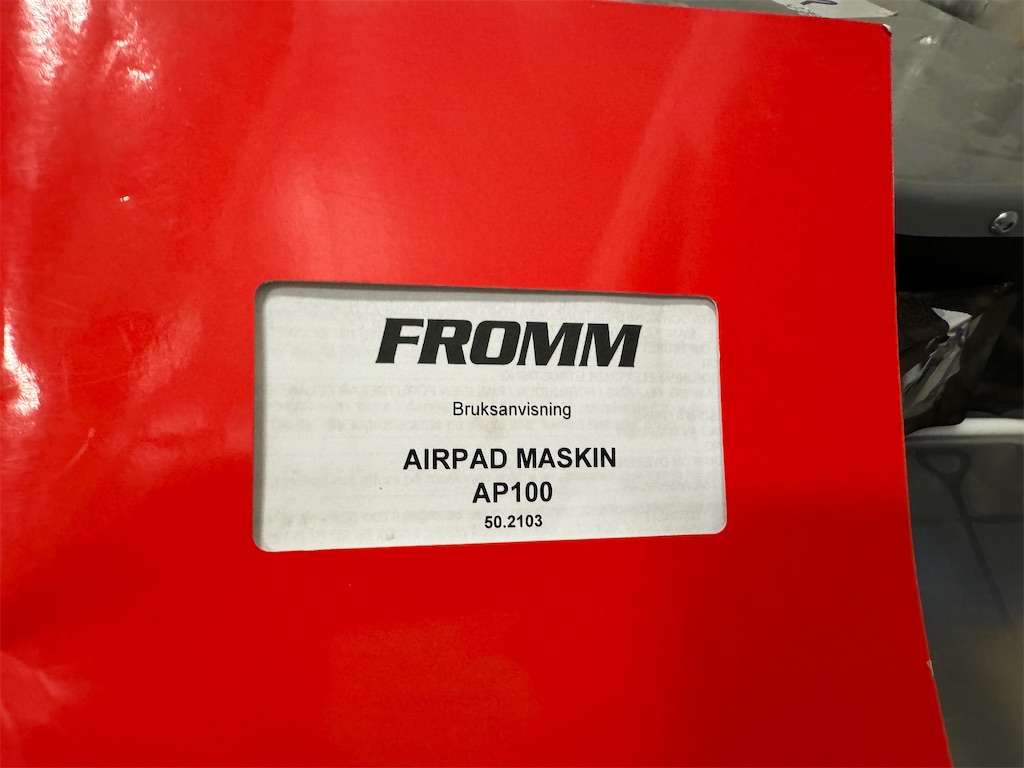 FROMM
Bruksanvisning
AIRPAD MASKIN
AP100
50.2103